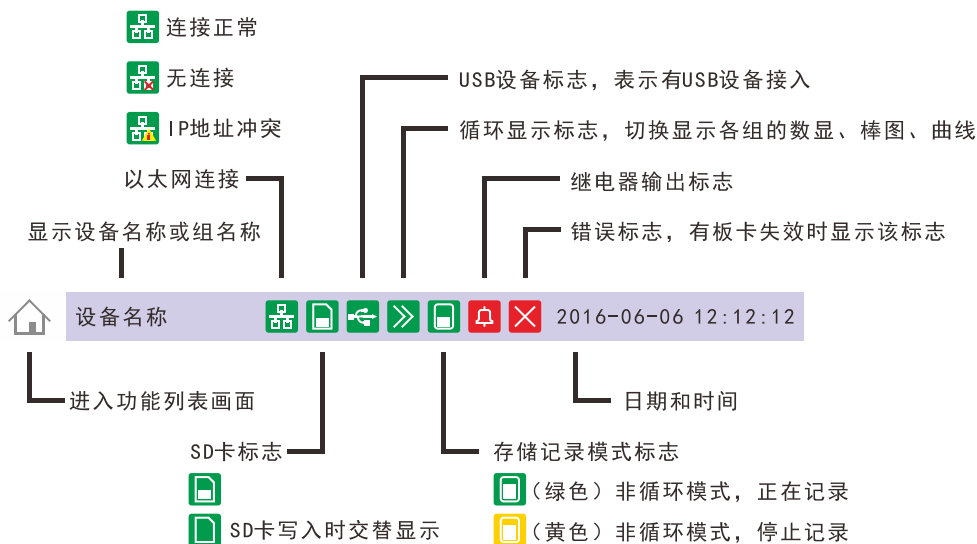 连接正常
无连接
IP地址冲突
以太网连接
显示设备名称或组名称
USB设备标志，表示有USB设备接入
循环显示标志，切换显示各组的数显、棒图、曲线
继电器输出标志
错误标志，有板卡失效时显示该标志
设备名称
2016-06-06 12:12:12
进入功能列表画面
日期和时间
SD卡标志
SD卡写入时交替显示
存储记录模式标志
（绿色）非循环模式，正在记录
（黄色）非循环模式，停止记录